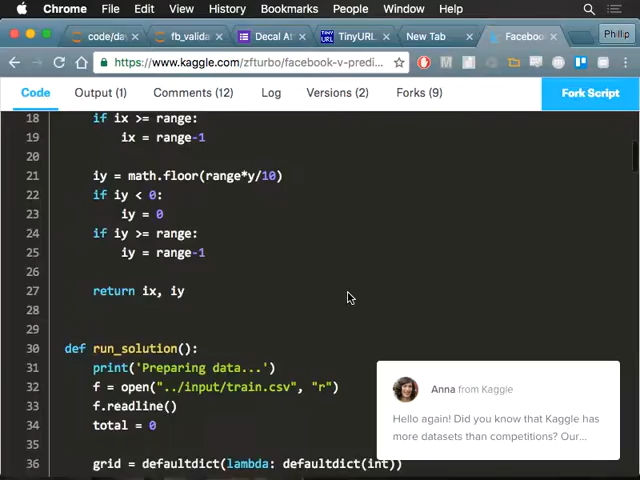 Chrome File Edit View History Bookmarks People Window Help
code/dav
fb_valida
Decal At
TINY URL
TinyURL
New Tab
Facebook
Phillip
https://www.kaggle.com/zfturbo/facebook-v-predi
Code Output (1) Comments (12) Log Versions (2) Forks (9) Fork Script
18 if ix >= range:
19 ix = range-1
20
21 iy = math.floor(range*y/10)
22 if iy < 0:
23 iy = 0
24 if iy >= range:
25 iy = range-1
26
27 return ix, iy
28
29
30 def run_solution():
31 print('Preparing data...')
32 f = open("../input/train.csv", "r")
33 f.readline()
34 total = 0
35
36 grid = defaultdict(lambda: defaultdict(int))
Anna from Kaggle
Hello again! Did you know that Kaggle has
more datasets than competitions? Our...